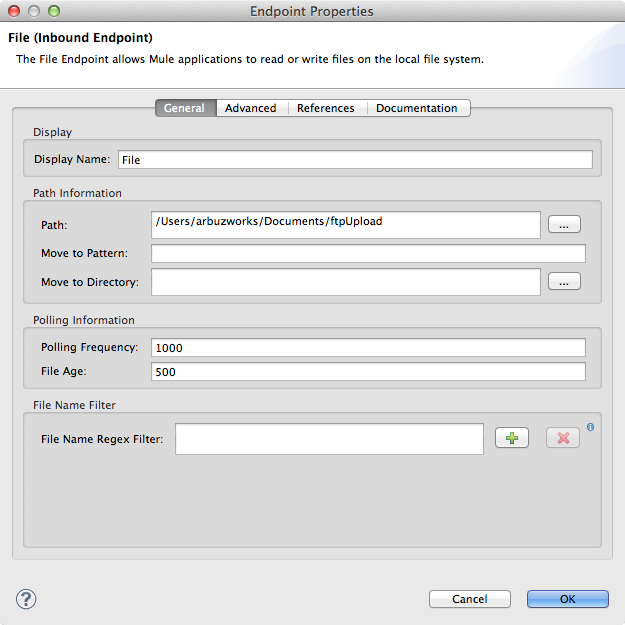 Endpoint Properties
File (Inbound Endpoint)
The File Endpoint allows Mule applications to read or write files on the local file system.
General Advanced References Documentation
Display
Display Name: File
Path Information
Path: /Users/arbuzworks/Documents/ftpUpload ...
Move to Pattern:
Move to Directory: ...
Polling Information
Polling Frequency: 1000
File Age: 500
File Name Filter
File Name Regex Filter:
? Cancel OK